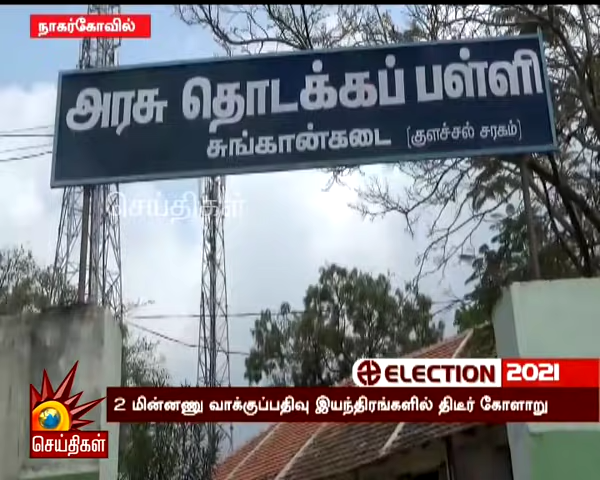 நாகர்கோவில்
அரசு தொடக்கப் பள்ளி
சுங்கான்கடை (குளச்சல் சரகம்)
செய்திகள்
ELECTION 2021
2 மின்னணு வாக்குப்பதிவு இயந்திரங்களில் திடீர் கோளாறு
செய்திகள்